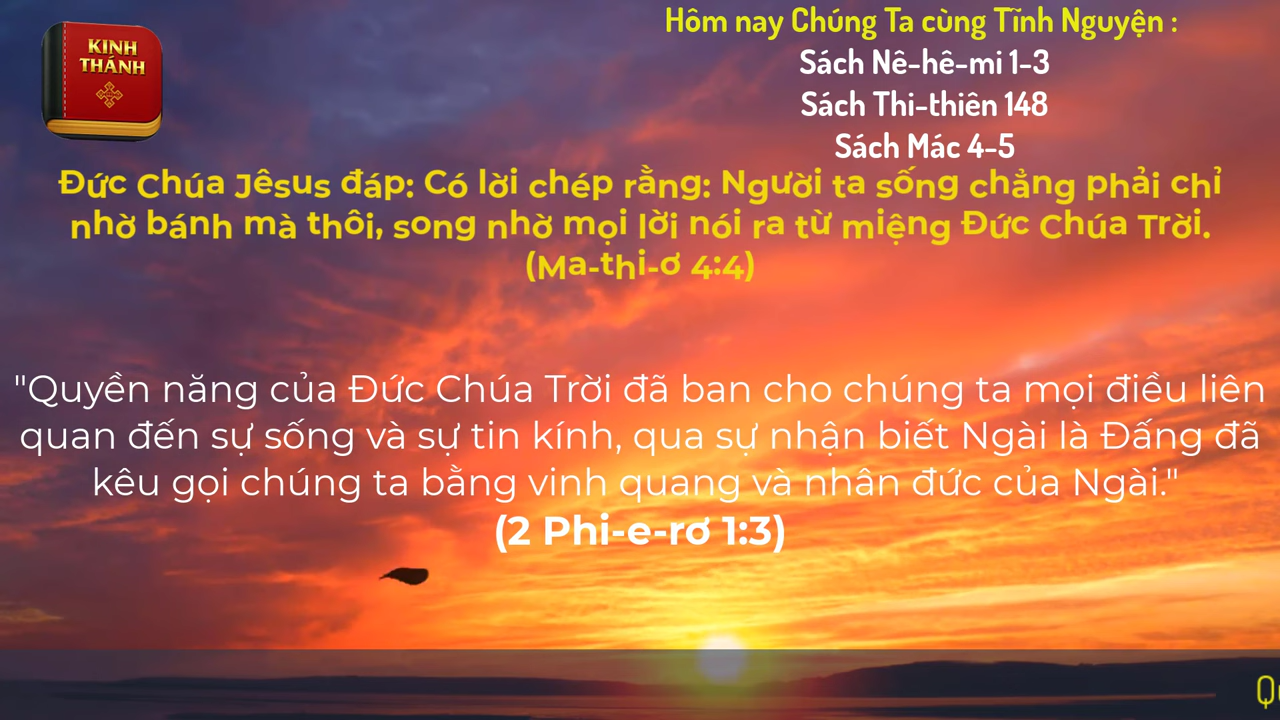 KINH
THÁNH
Hôm nay Chúng Ta cùng Tĩnh Nguyện :
Sách Nê-hê-mi 1-3
Sách Thi-thiên 148
Sách Mác 4-5
Đức Chúa Jêsus đáp: Có lời chép rằng: Người ta sống chẳng phải chỉ
nhờ bánh mà thôi, song nhờ mọi lời nói ra từ miệng Đức Chúa Trời.
(Ma-thi-ơ 4:4)
"Quyền năng của Đức Chúa Trời đã ban cho chúng ta mọi điều liên
quan đến sự sống và sự tin kính, qua sự nhận biết Ngài là Đấng đã
kêu gọi chúng ta bằng vinh quang và nhân đức của Ngài."
(2 Phi-e-rơ 1:3)